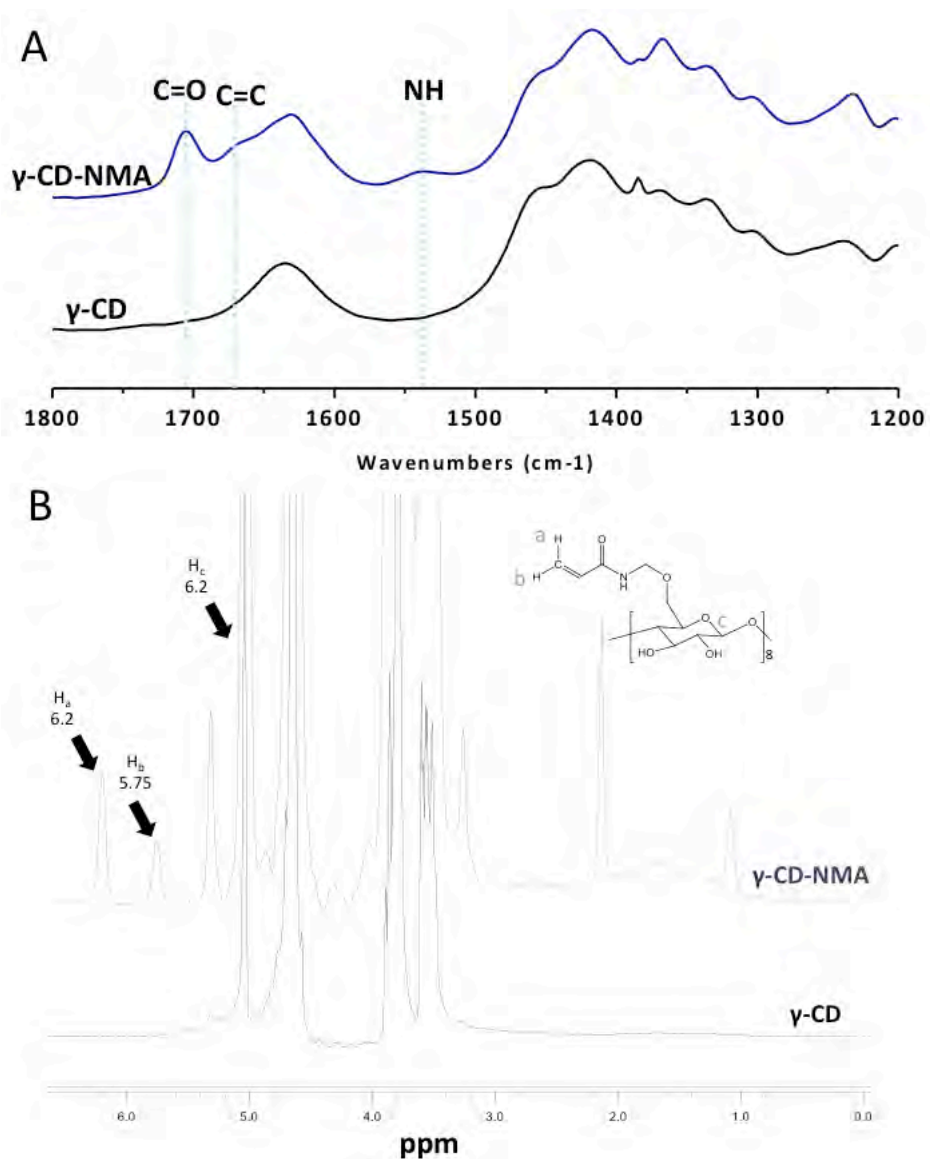 A
C=O C=C NH
γ-CD-NMA
γ-CD
1800 1700 1600 1500 1400 1300 1200
Wavenumbers (cm-1)
B
Hc
6.2
Ha
6.2
Hb
5.75
a H O
b H C N H O
O c O
HO OH 8
γ-CD-NMA
γ-CD
6.0 5.0 4.0 3.0 2.0 1.0 0.0
ppm